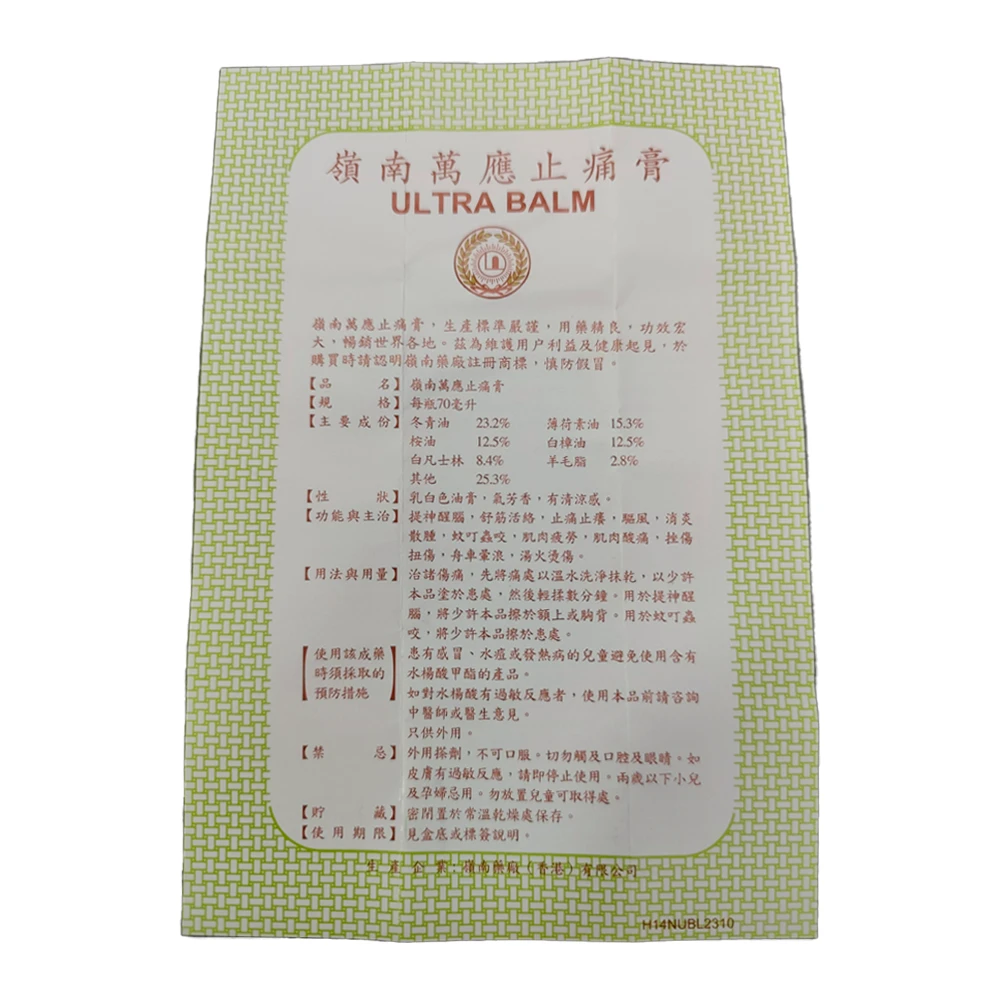 嶺南萬應止痛膏
ULTRA BALM
嶺南萬應止痛膏，生產標準嚴謹，用藥精良，功效宏
大，暢銷世界各地。茲為維護用户利益及健康起見，於
購買時請認明嶺南藥廠註冊商標，慎防假冒。
【品名】嶺南萬應止痛膏
【規格】每瓶70毫升
【主要成份】冬青油 23.2% 薄荷素油 15.3%
桉油 12.5% 白樟油 12.5%
白凡士林 8.4% 羊毛脂 2.8%
其他 25.3%
【性狀】乳白色油膏，氣芳香，有清涼感。
【功能與主治】提神醒腦，舒筋活絡，止痛止癢，驅風，消炎
散腫，蚊叮蟲咬，肌肉疲勞，肌肉酸痛，挫傷
扭傷，舟車暈浪，湯火燙傷。
【用法與用量】治諸傷痛，先將痛處以溫水洗淨抹乾，以少許
本品塗於患處，然後輕揉數分鐘。用於提神醒
腦，將少許本品擦於額上或胸背。用於蚊叮蟲
咬，將少許本品擦於患處。
【使用該成藥時須採取的預防措施】患有感冒、水痘或發熱病的兒童避免使用含有
水楊酸甲酯的產品。
如對水楊酸有過敏反應者，使用本品前請咨詢
中醫師或醫生意見。
只供外用。
【禁忌】外用搽劑，不可口服。切勿觸及口腔及眼睛。如
皮膚有過敏反應，請即停止使用。兩歲以下小兒
及孕婦忌用。勿放置兒童可取得處。
【貯藏】密閉置於常溫乾燥處保存。
【使用期限】見盒底或標簽說明。
生產企業：嶺南藥廠（香港）有限公司
H14NUBL2310